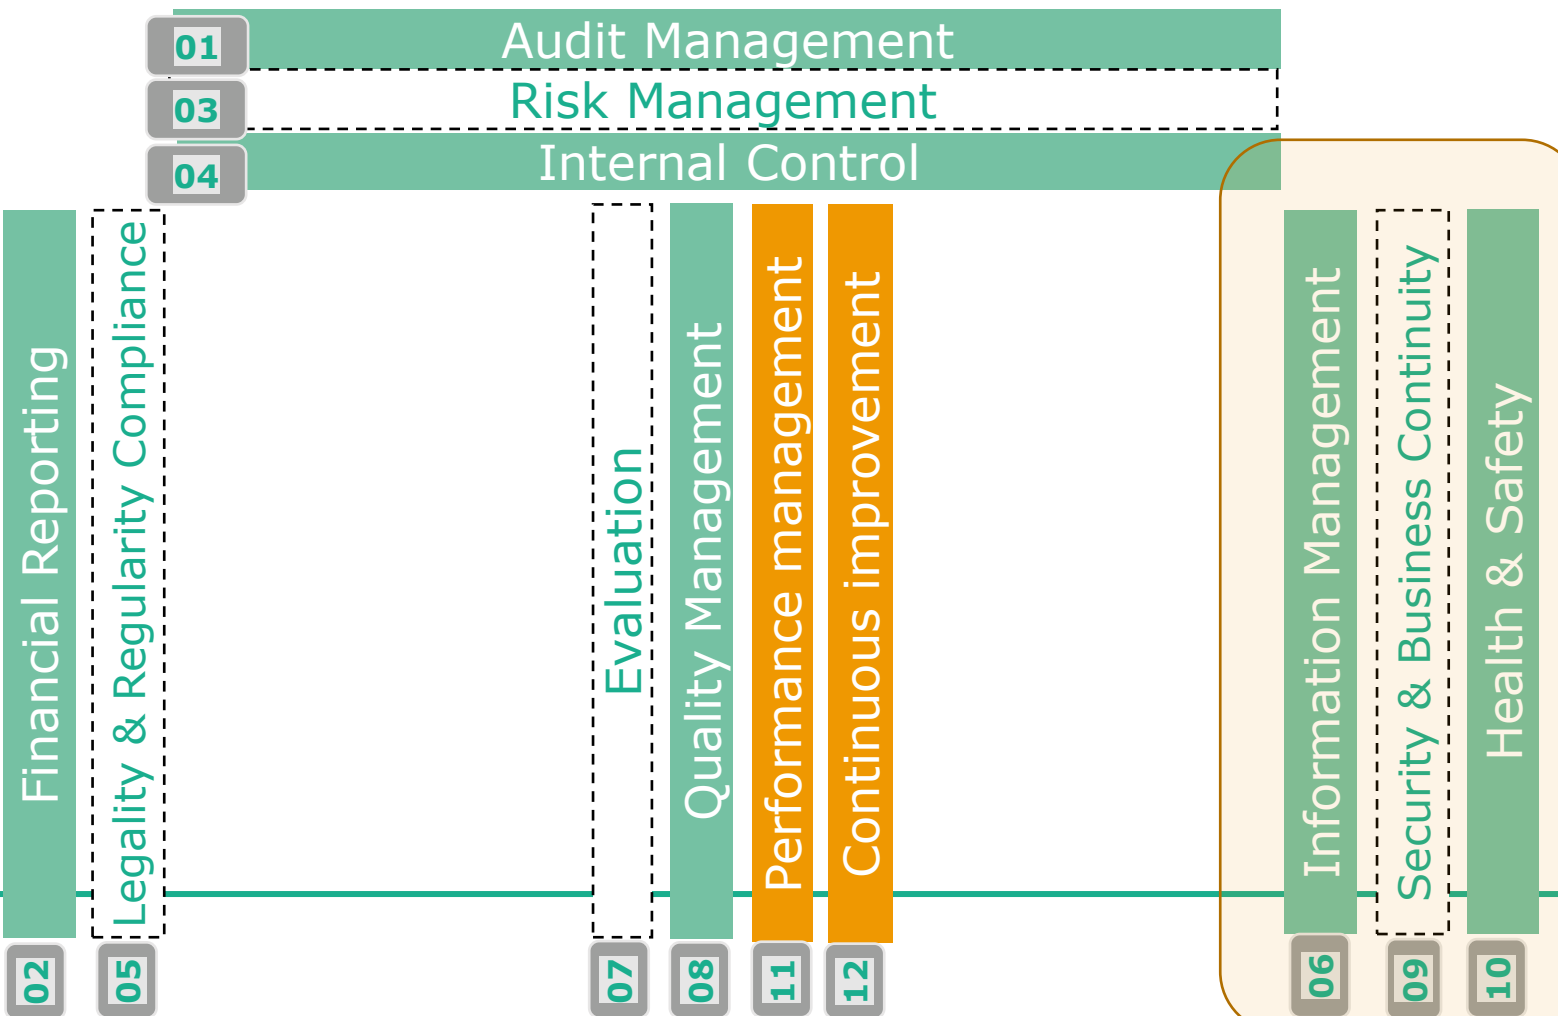 01
Audit Management
03
Risk Management
04
Internal Control
Financial Reporting
Legality & Regularity Compliance
Evaluation
Quality Management
Performance management
Continuous improvement
Information Management
Security & Business Continuity
Health & Safety
02
05
07
08
11
12
06
09
10